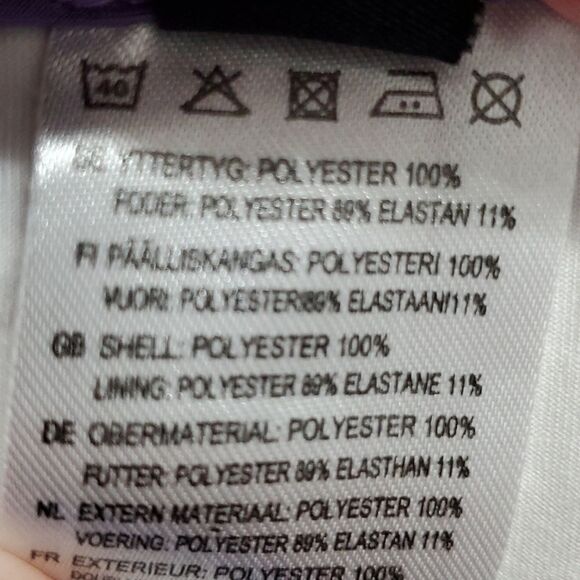 40
YTTERTYG: POLYESTER 100%
FODER: POLYESTER 89% ELASTAN 11%
FI PÄÄLLISKANGAS: POLYESTERI 100%
VUORI: POLYESTERI89% ELASTAANI11%
GB SHELL: POLYESTER 100%
LINING: POLYESTER 89% ELASTANE 11%
DE OBERMATERIAL: POLYESTER 100%
FUTTER: POLYESTER 89% ELASTHAN 11%
NL EXTERN MATERIAAL: POLYESTER 100%
VOERING: POLYESTER 89% ELASTAN 11%
FR EXTERIEUR: POLYESTER 100%